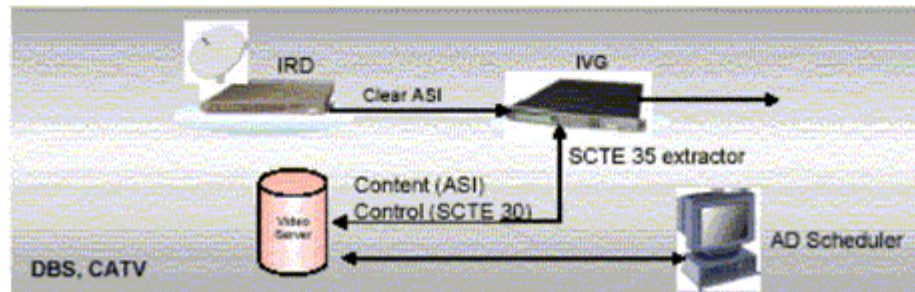 IRD
IVG
Clear ASI
SCTE 35 extractor
Content (ASI)
Control (SCTE 30)
Video
Server
AD Scheduler
DBS, CATV